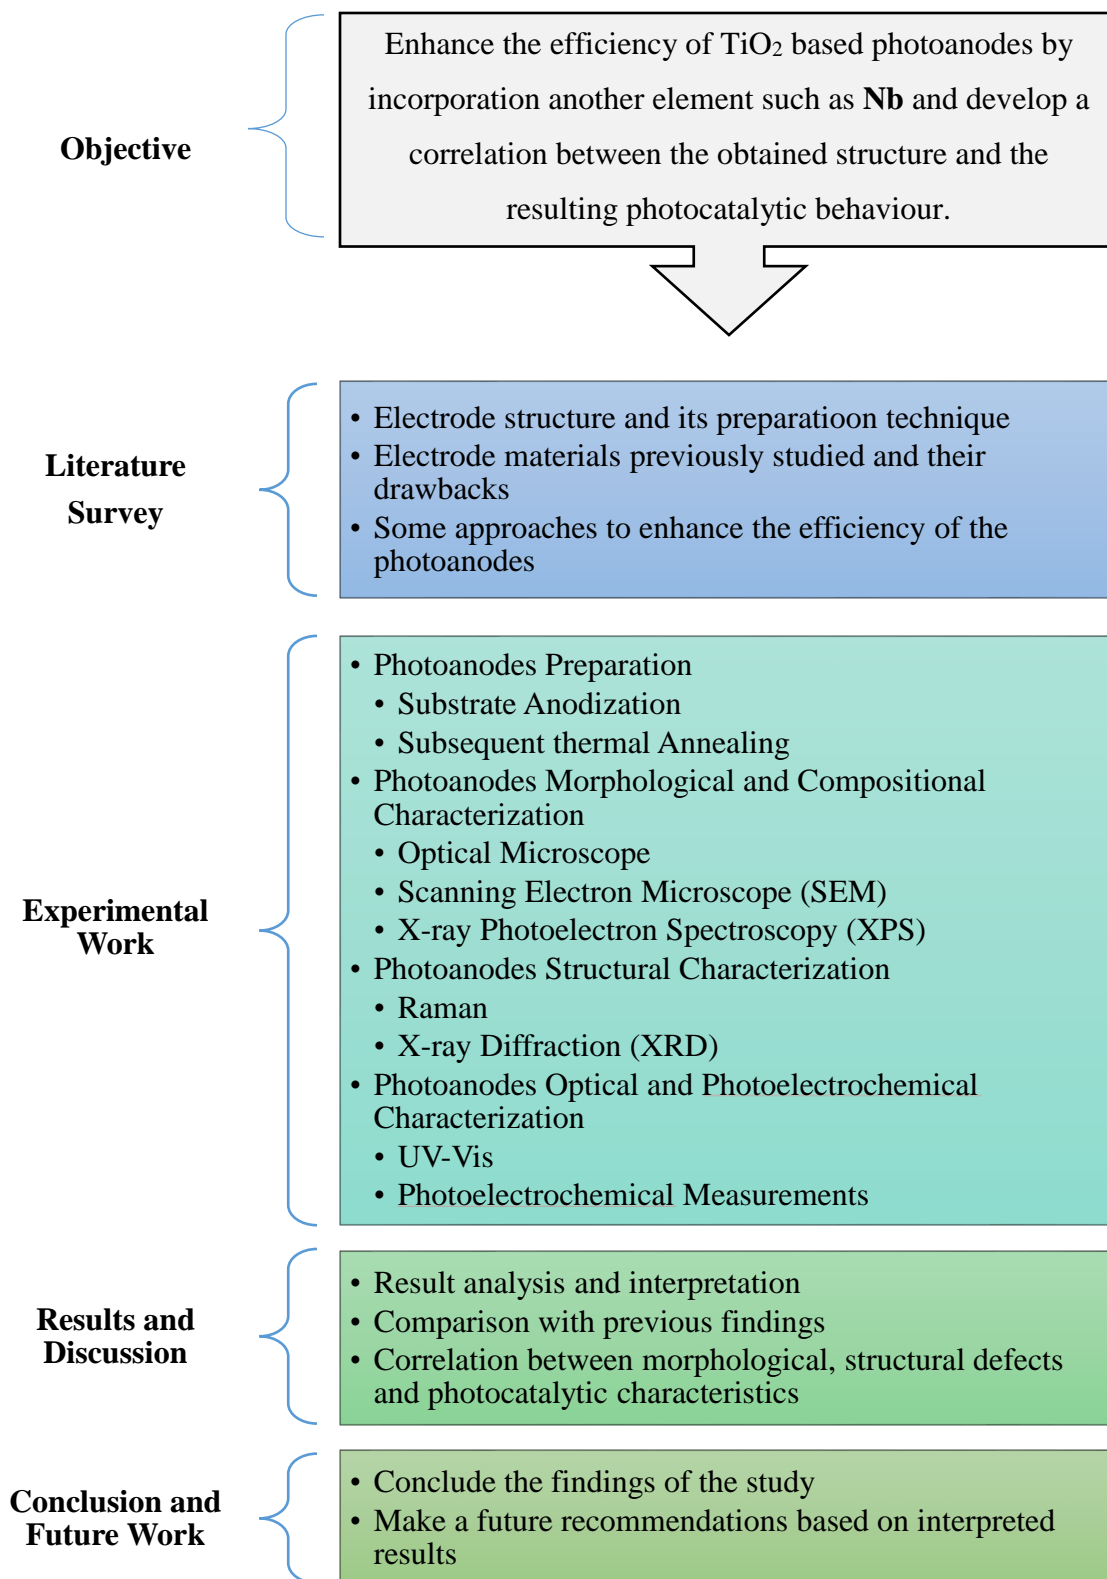 Objective
Enhance the efficiency of TiO₂ based photoanodes by
incorporation another element such as Nb and develop a
correlation between the obtained structure and the
resulting photocatalytic behaviour.
Literature
Survey
• Electrode structure and its preparatioon technique
• Electrode materials previously studied and their
drawbacks
• Some approaches to enhance the efficiency of the
photoanodes
Experimental
Work
• Photoanodes Preparation
• Substrate Anodization
• Subsequent thermal Annealing
• Photoanodes Morphological and Compositional
Characterization
• Optical Microscope
• Scanning Electron Microscope (SEM)
• X-ray Photoelectron Spectroscopy (XPS)
• Photoanodes Structural Characterization
• Raman
• X-ray Diffraction (XRD)
• Photoanodes Optical and Photoelectrochemical
Characterization
• UV-Vis
• Photoelectrochemical Measurements
Results and
Discussion
• Result analysis and interpretation
• Comparison with previous findings
• Correlation between morphological, structural defects
and photocatalytic characteristics
Conclusion and
Future Work
• Conclude the findings of the study
• Make a future recommendations based on interpreted
results